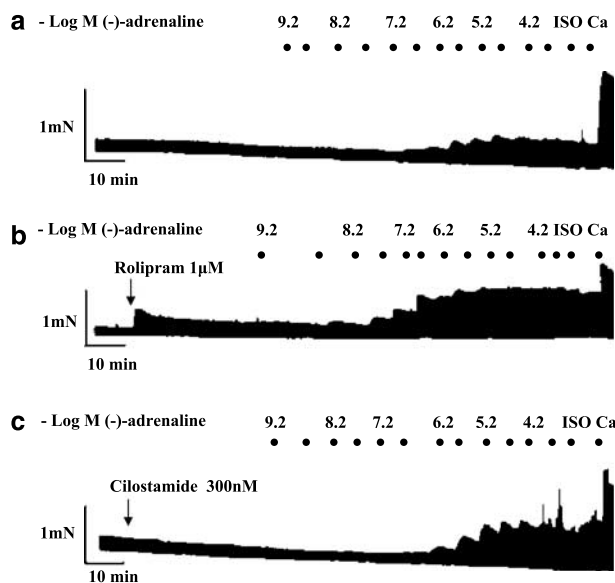 a - Log M (-)-adrenaline 9.2 8.2 7.2 6.2 5.2 4.2 ISO Ca
1mN
10 min
b - Log M (-)-adrenaline 9.2 8.2 7.2 6.2 5.2 4.2 ISO Ca
Rolipram 1µM
1mN
10 min
c - Log M (-)-adrenaline 9.2 8.2 7.2 6.2 5.2 4.2 ISO Ca
Cilostamide 300nM
1mN
10 min